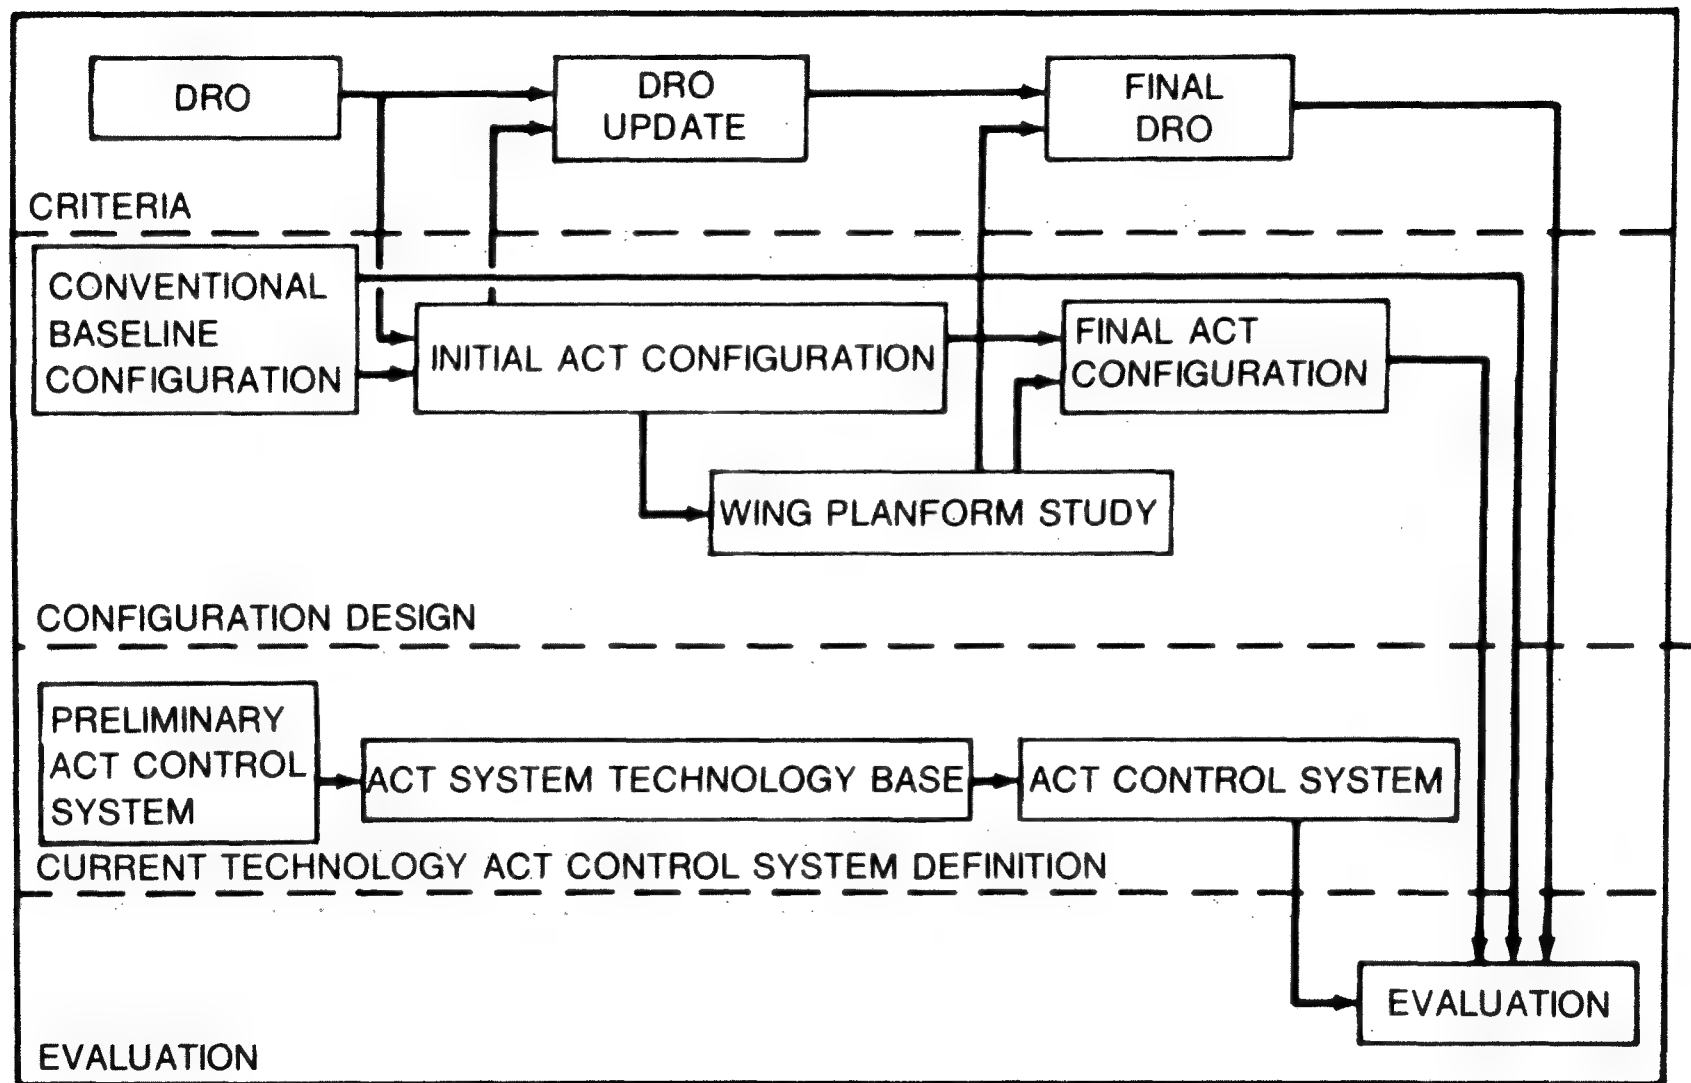 DRO
DRO
UPDATE
FINAL
DRO
CRITERIA
CONVENTIONAL
BASELINE
CONFIGURATION
INITIAL ACT CONFIGURATION
FINAL ACT
CONFIGURATION
WING PLANFORM STUDY
CONFIGURATION DESIGN
PRELIMINARY
ACT CONTROL
SYSTEM
ACT SYSTEM TECHNOLOGY BASE
ACT CONTROL SYSTEM
CURRENT TECHNOLOGY ACT CONTROL SYSTEM DEFINITION
EVALUATION
EVALUATION